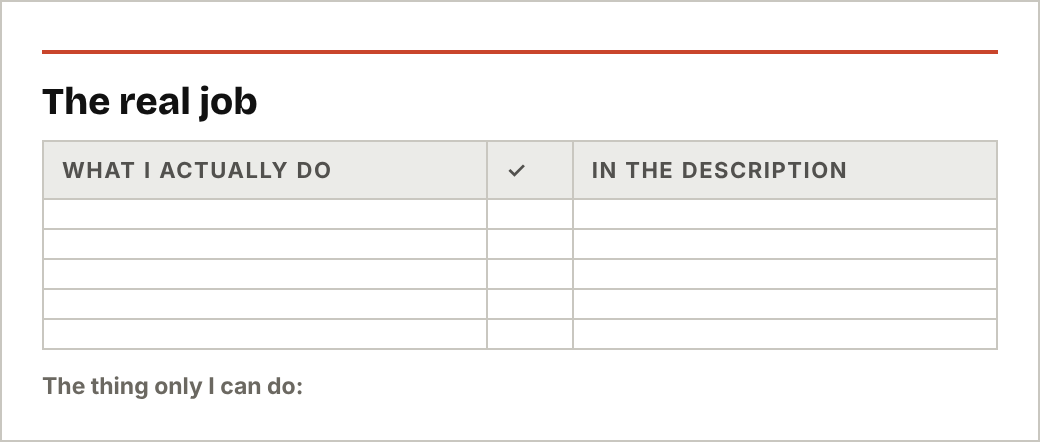 The real job
WHAT I ACTUALLY DO ✓ IN THE DESCRIPTION
The thing only I can do: